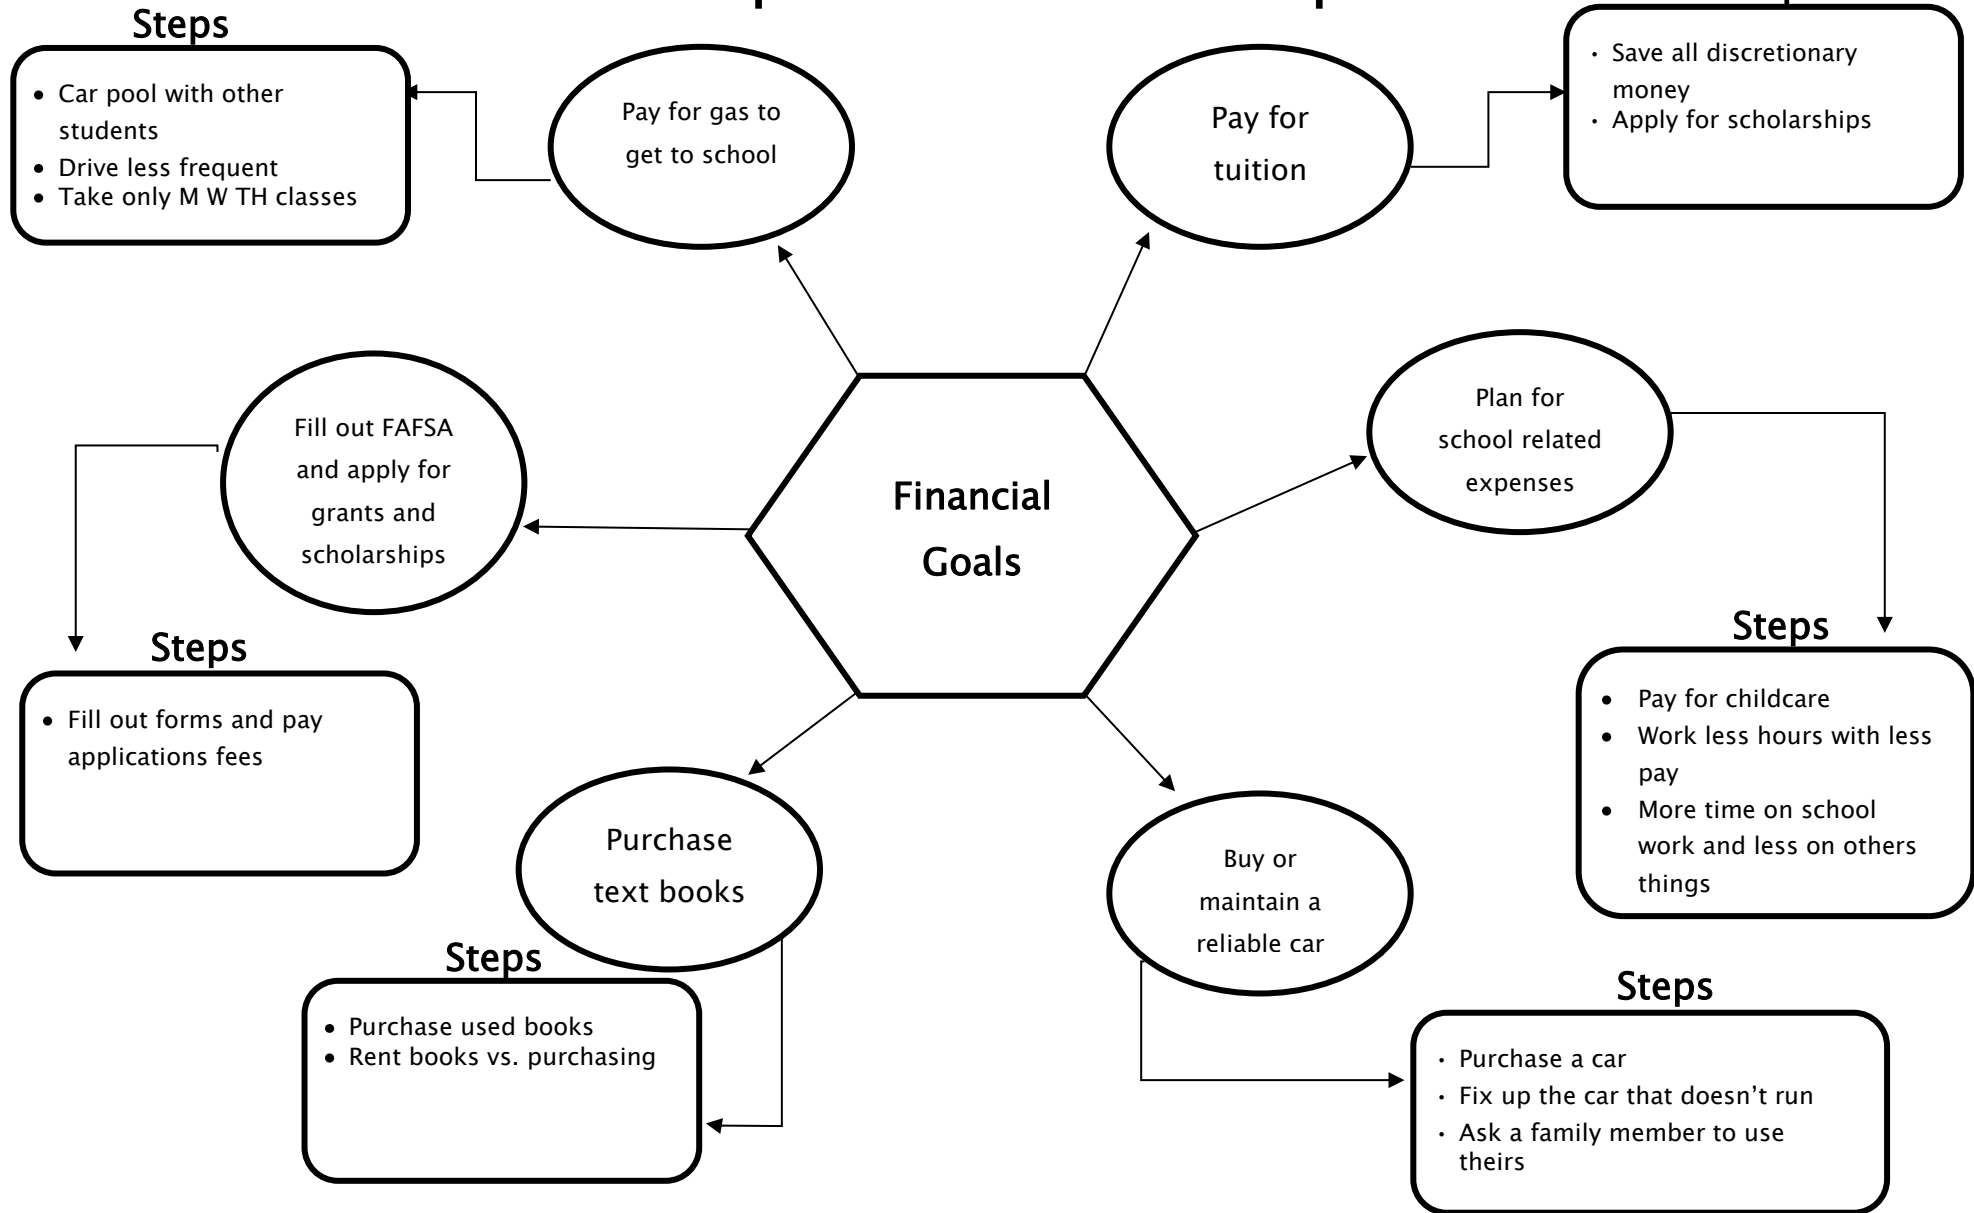 Steps
• Car pool with other
students
• Drive less frequent
• Take only M W TH classes
Pay for gas to
get to school
Pay for
tuition
• Save all discretionary
money
• Apply for scholarships
Fill out FAFSA
and apply for
grants and
scholarships
Financial
Goals
Plan for
school related
expenses
Steps
• Fill out forms and pay
applications fees
Steps
• Pay for childcare
• Work less hours with less
pay
• More time on school
work and less on others
things
Purchase
text books
Buy or
maintain a
reliable car
Steps
• Purchase used books
• Rent books vs. purchasing
Steps
• Purchase a car
• Fix up the car that doesn’t run
• Ask a family member to use
theirs